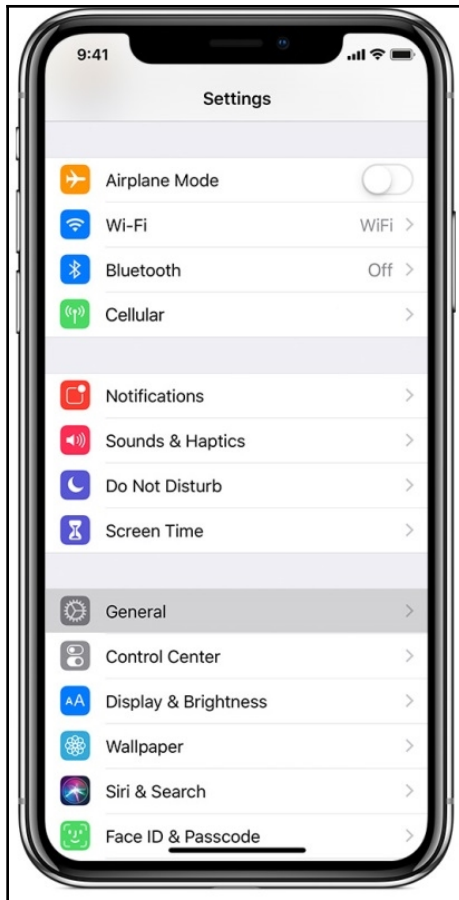 9:41
Settings
Airplane Mode
Wi-Fi WiFi
Bluetooth Off
Cellular
Notifications
Sounds & Haptics
Do Not Disturb
Screen Time
General
Control Center
AA Display & Brightness
Wallpaper
Siri & Search
Face ID & Passcode